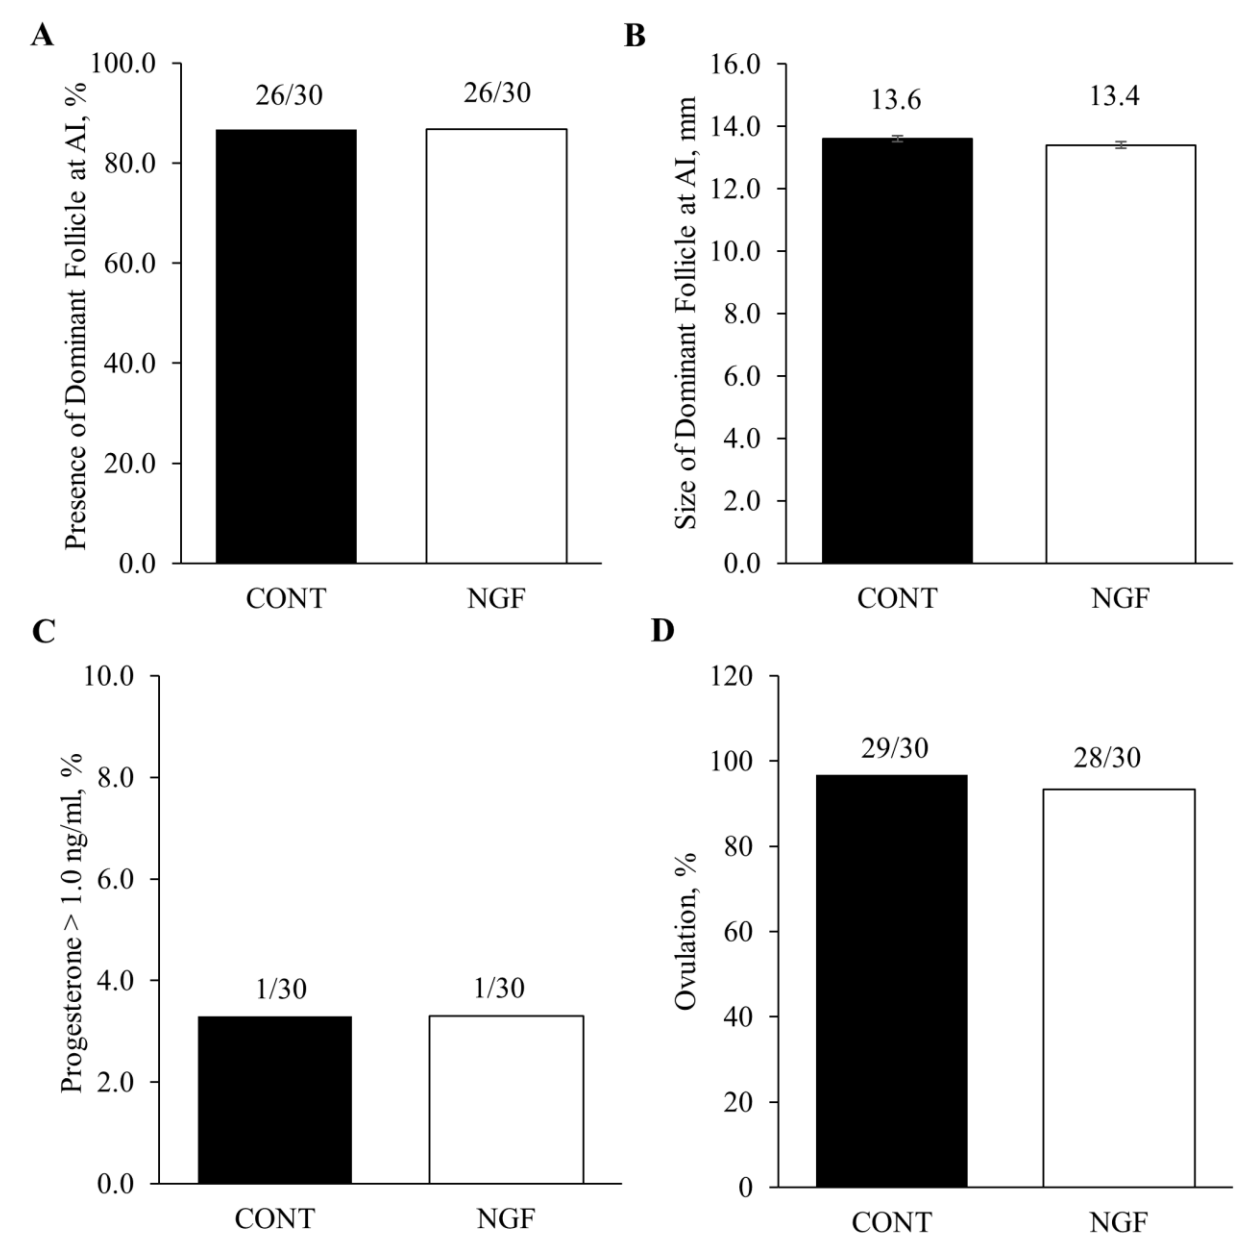 A
Presence of Dominant Follicle at AI, %
100.0
80.0
60.0
40.0
20.0
0.0
26/30
26/30
CONT
NGF
B
Size of Dominant Follicle at AI, mm
16.0
14.0
12.0
10.0
8.0
6.0
4.0
2.0
0.0
13.6
13.4
CONT
NGF
C
Progesterone > 1.0 ng/ml, %
10.0
8.0
6.0
4.0
2.0
0.0
1/30
1/30
CONT
NGF
D
Ovulation, %
120
100
80
60
40
20
0
29/30
28/30
CONT
NGF